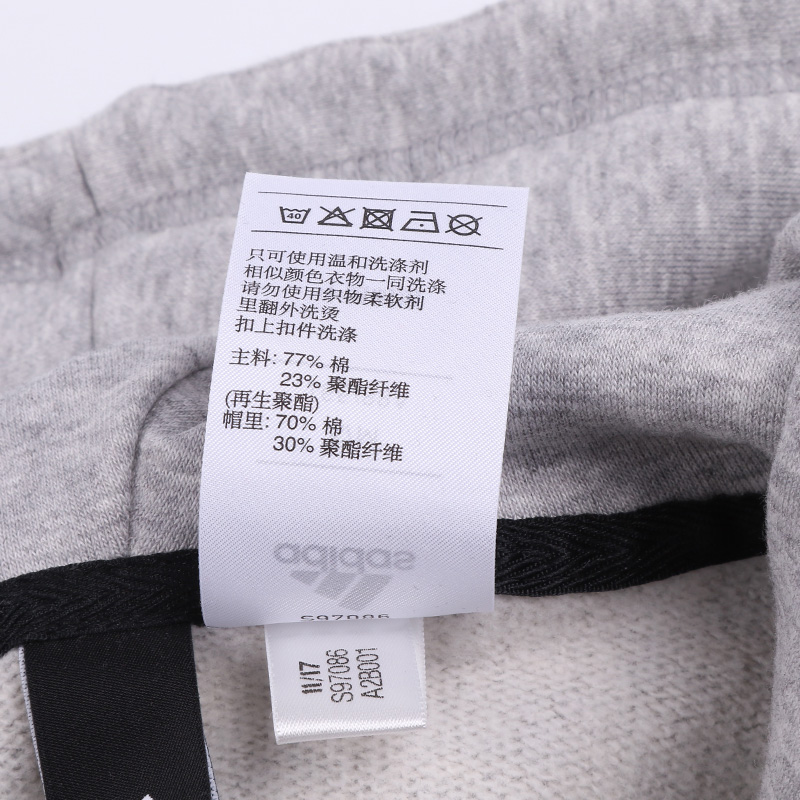 40
只可使用温和洗涤剂
相似颜色衣物一同洗涤
请勿使用织物柔软剂
里翻外洗烫
扣上扣件洗涤
主料: 77% 棉
23% 聚酯纤维
(再生聚酯)
帽里: 70% 棉
30% 聚酯纤维
adidas
S97086
11/17
S97086
A2B001